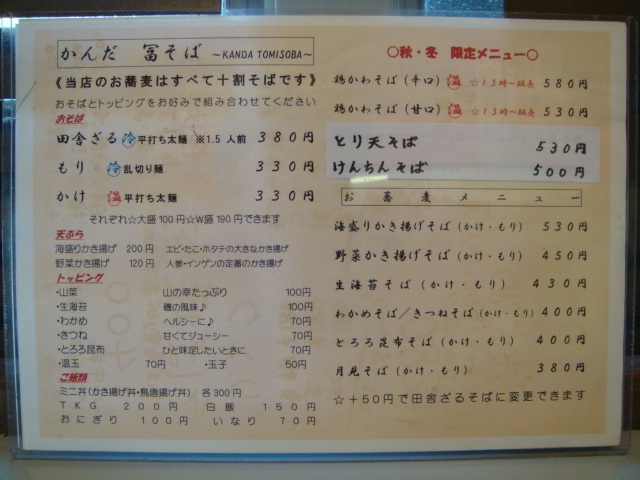 かんだ 冨そば ～KANDA TOMISOBA～
《当店のお蕎麦はすべて十割そばです》
おそばとトッピングをお好みで組み合わせてください
おそば
田舎ざる 冷 平打ち太麺 ※1.5人前 380円
もり 冷 乱切り麺 330円
かけ 温 平打ち太麺 330円
それぞれ☆大盛100円☆W盛190円できます
天ぷら
海盛りかき揚げ 200円 エビ・たこ・ホタテの大きなかき揚げ
野菜かき揚げ 120円 人参・インゲンの定番のかき揚げ
トッピング
・山菜 山の幸たっぷり 100円
・生海苔 磯の風味♪ 100円
・わかめ ヘルシーに♪ 70円
・きつね 甘くてジューシー 70円
・とろろ昆布 ひと味足したいときに 70円
・温玉 70円 ・玉子 50円
ご飯類
ミニ丼(かき揚げ丼・鳥唐揚げ丼) 各300円
TKG 200円 白飯 150円
おにぎり 100円 いなり 70円
○秋・冬 限定メニュー○
鶏かわそば(辛口) 温 ☆13時～販売 580円
鶏かわそば(甘口) 温 ☆13時～販売 530円
とり天そば 530円
けんちんそば 500円
お蕎麦メニュー
海盛りかき揚げそば(かけ・もり) 530円
野菜かき揚げそば(かけ・もり) 450円
生海苔そば(かけ・もり) 430円
わかめそば/きつねそば(かけ・もり) 400円
とろろ昆布そば(かけ・もり) 400円
月見そば(かけ・もり) 380円
☆+50円で田舎ざるそばに変更できます